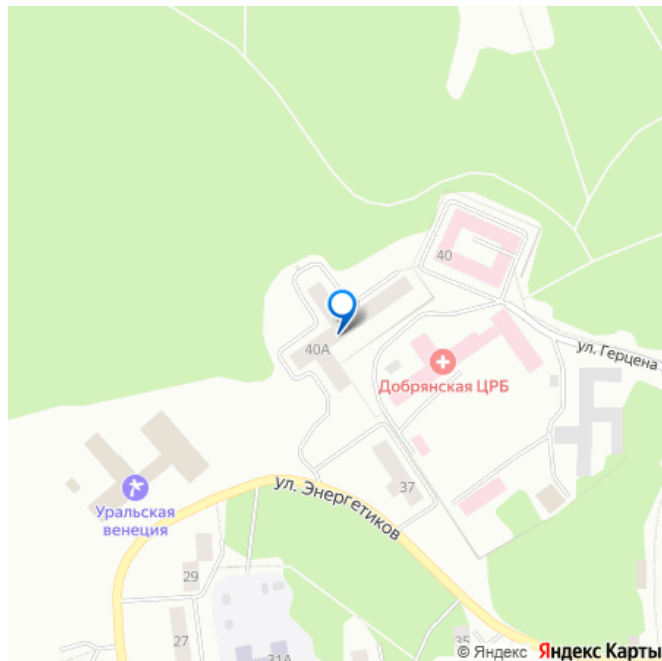 40
ул. Герцена
40А
Добрянская ЦРБ
37
ул. Энергетиков
Уральская
венеция
29
27
31А
35
© Яндекс Яндекс Карты